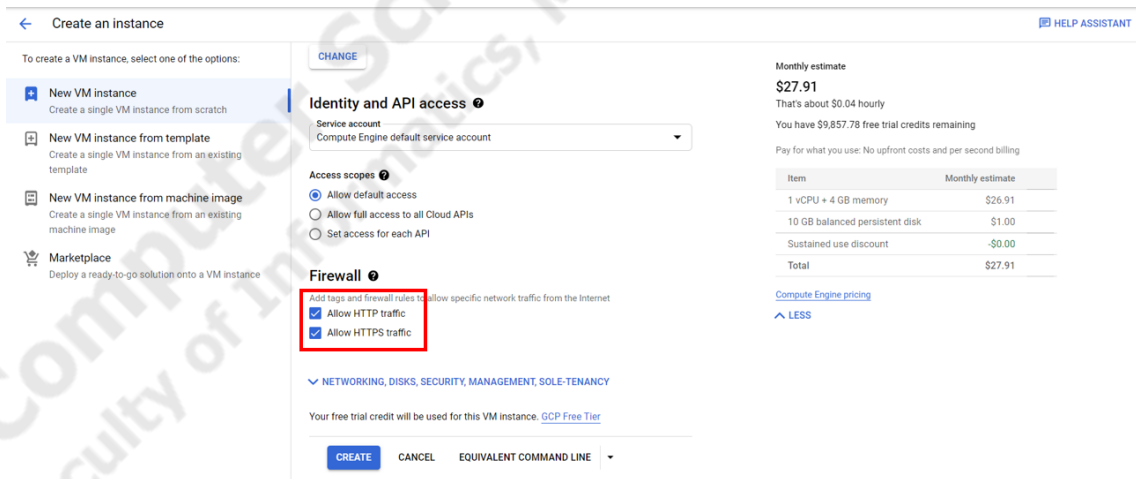 Create an instance
HELP ASSISTANT
To create a VM instance, select one of the options:
New VM instance
Create a single VM instance from scratch
New VM instance from template
Create a single VM instance from an existing
template
New VM instance from machine image
Create a single VM instance from an existing
machine image
Marketplace
Deploy a ready-to-go solution onto a VM instance
CHANGE
Identity and API access
Service account
Compute Engine default service account
Access scopes
Allow default access
Allow full access to all Cloud APIs
Set access for each API
Firewall
Add tags and firewall rules to allow specific network traffic from the Internet
Allow HTTP traffic
Allow HTTPS traffic
NETWORKING, DISKS, SECURITY, MANAGEMENT, SOLE-TENANCY
Your free trial credit will be used for this VM instance. GCP Free Tier
CREATE CANCEL EQUIVALENT COMMAND LINE
Monthly estimate
$27.91
That's about $0.04 hourly
You have $9,857.78 free trial credits remaining
Pay for what you use: No upfront costs and per second billing
Item Monthly estimate
1 vCPU + 4 GB memory $26.91
10 GB balanced persistent disk $1.00
Sustained use discount -$0.00
Total $27.91
Compute Engine pricing
LESS